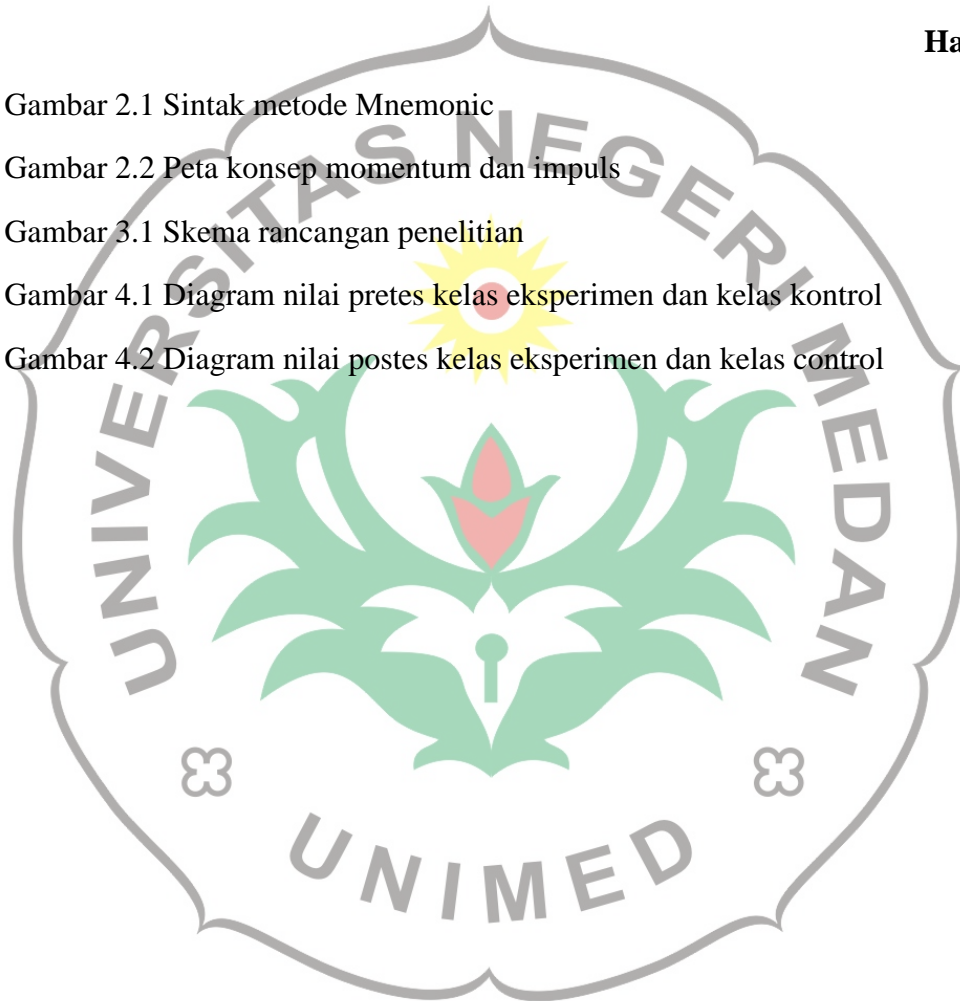 Ha
Gambar 2.1 Sintak metode Mnemonic
Gambar 2.2 Peta konsep momentum dan impuls
Gambar 3.1 Skema rancangan penelitian
Gambar 4.1 Diagram nilai pretes kelas eksperimen dan kelas kontrol
Gambar 4.2 Diagram nilai postes kelas eksperimen dan kelas control
UNIVERSITAS NEGERI MEDAN
UNIMED